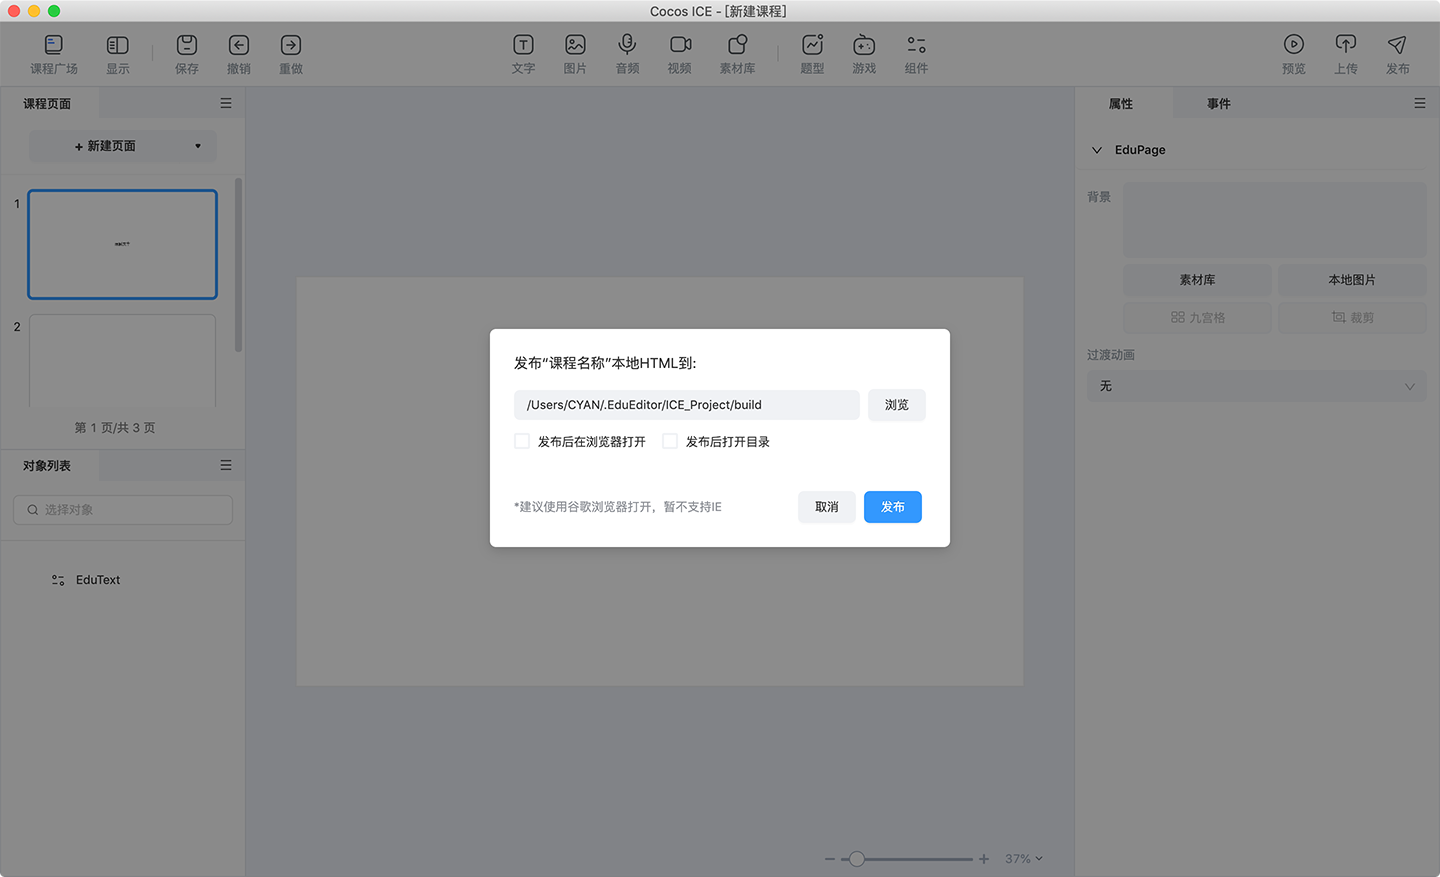 Cocos ICE - [新建课程]
课程广场 显示 保存 撤销 重做 文字 图片 音频 视频 素材库 题型 游戏 组件 预览 上传 发布
课程页面
+ 新建页面
1
2
第 1 页/共 3 页
对象列表
选择对象
EduText
发布“课程名称”本地HTML到:
/Users/CYAN/.EduEditor/ICE_Project/build 浏览
发布后在浏览器打开 发布后打开目录
*建议使用谷歌浏览器打开，暂不支持IE 取消 发布
37%
属性 事件
EduPage
背景
素材库 本地图片
九宫格 裁剪
过渡动画
无